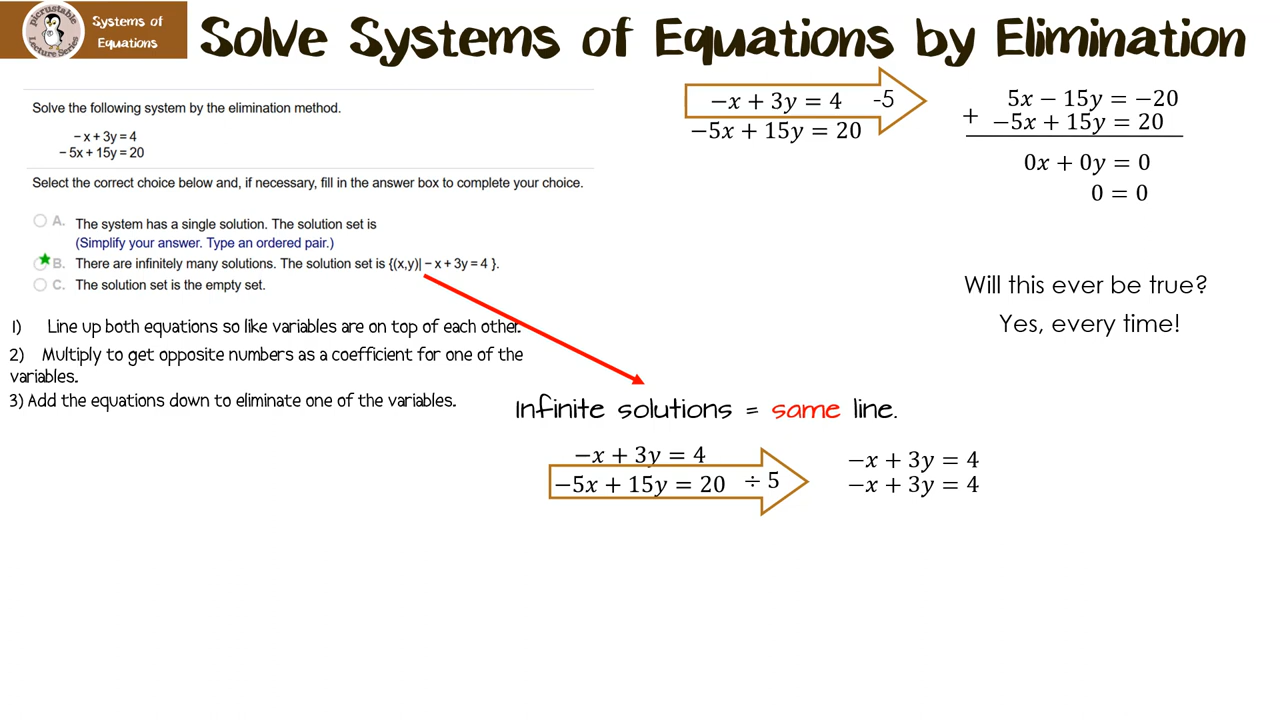 picrustable
Lecture Series
Systems of
Equations
Solve Systems of Equations by Elimination
Solve the following system by the elimination method.
− x + 3y = 4
− 5x + 15y = 20
Select the correct choice below and, if necessary, fill in the answer box to complete your choice.
A. The system has a single solution. The solution set is
(Simplify your answer. Type an ordered pair.)
B. There are infinitely many solutions. The solution set is {(x,y)| − x + 3y = 4 }.
C. The solution set is the empty set.
1) Line up both equations so like variables are on top of each other.
2) Multiply to get opposite numbers as a coefficient for one of the
variables.
3) Add the equations down to eliminate one of the variables.
−x + 3y = 4 -5
−5x + 15y = 20
5x − 15y = −20
+ −5x + 15y = 20
0x + 0y = 0
0 = 0
Will this ever be true?
Yes, every time!
Infinite solutions = same line.
−x + 3y = 4
−5x + 15y = 20 ÷ 5
−x + 3y = 4
−x + 3y = 4